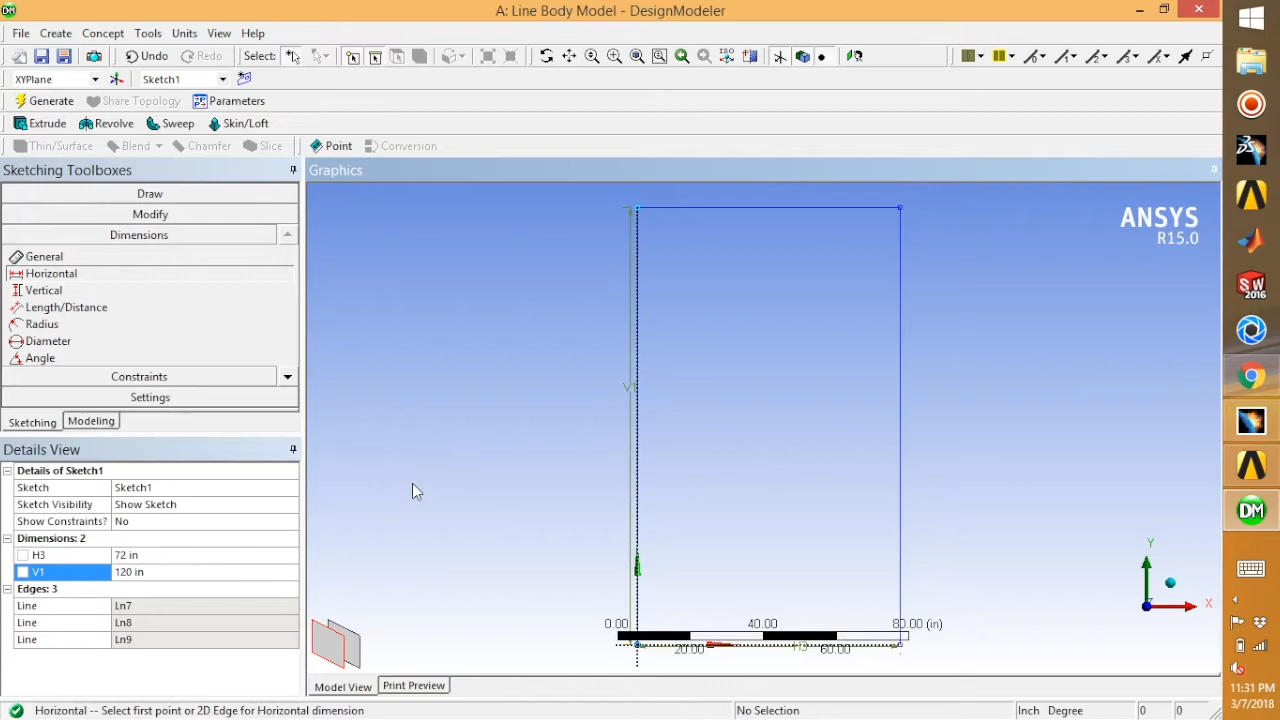 A: Line Body Model - DesignModeler
File Create Concept Tools Units View Help
Undo Redo Select:
XYPlane Sketch1
Generate Share Topology Parameters
Extrude Revolve Sweep Skin/Loft
Thin/Surface Blend Chamfer Slice Point Conversion
Sketching Toolboxes
Draw
Modify
Dimensions
General
Horizontal
Vertical
Length/Distance
Radius
Diameter
Angle
Constraints
Settings
Sketching Modeling
Details View
Details of Sketch1
Sketch Sketch1
Sketch Visibility Show Sketch
Show Constraints? No
Dimensions: 2
H3 72 in
V1 120 in
Edges: 3
Line Ln7
Line Ln8
Line Ln9
Graphics
ANSYS
R15.0
V1
0.00 40.00 80.00 (in)
20.00 H3 60.00
Y
X
Model View Print Preview
Horizontal -- Select first point or 2D Edge for Horizontal dimension No Selection Inch Degree 0 0
SW
2016
DM
11:31 PM
3/7/2018